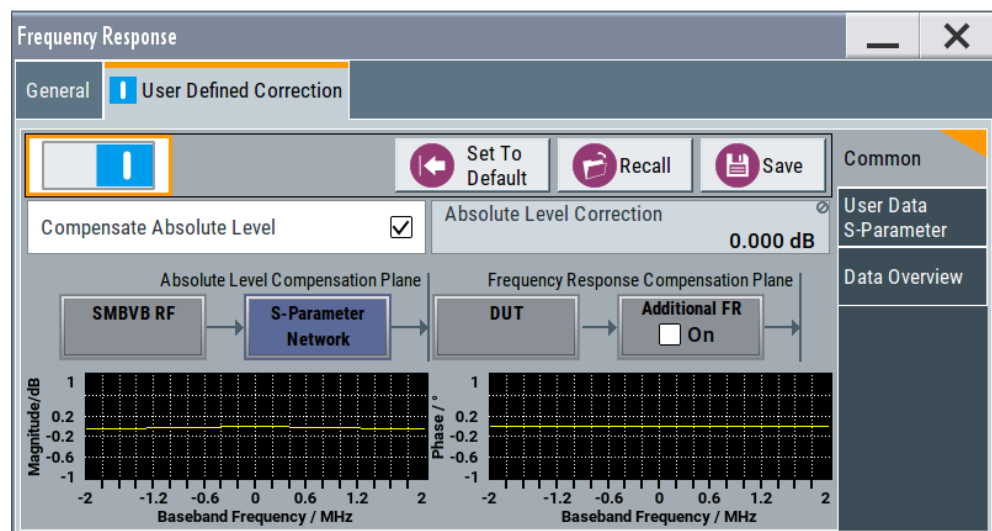 Frequency Response
General
User Defined Correction
Set To
Default
Recall
Save
Common
User Data
S-Parameter
Data Overview
Compensate Absolute Level
Absolute Level Correction
0.000 dB
Absolute Level Compensation Plane
Frequency Response Compensation Plane
SMBVB RF
S-Parameter
Network
DUT
Additional FR
On
Magnitude/dB
1
0.2
-0.2
-0.6
-1
-2 -1.2 -0.6 0 0.6 1.2 2
Baseband Frequency / MHz
Phase / °
1
0.2
-0.2
-0.6
-1
-2 -1.2 -0.6 0 0.6 1.2 2
Baseband Frequency / MHz